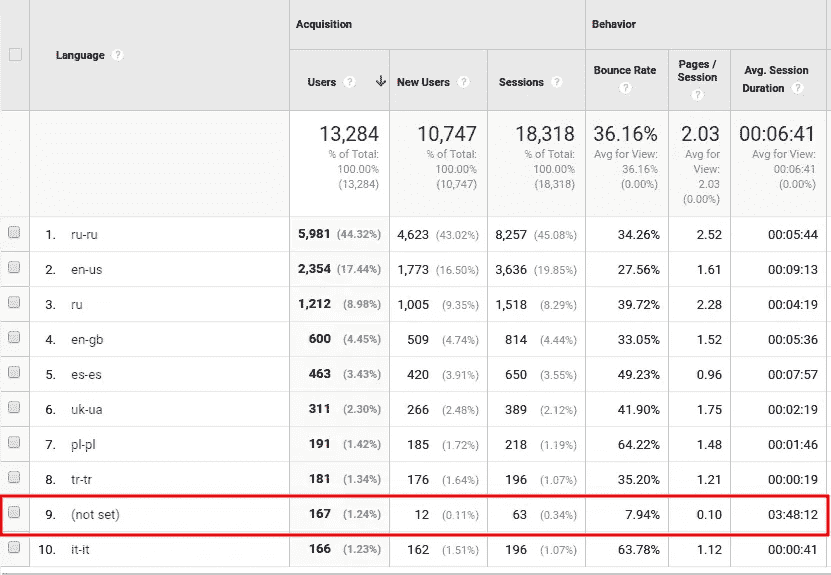 Acquisition Behavior
Language ? Users ? ↓ New Users ? Sessions ? Bounce Rate ? Pages / Session ? Avg. Session Duration ?
13,284 10,747 18,318 36.16% 2.03 00:06:41
% of Total: 100.00% (13,284) % of Total: 100.00% (10,747) % of Total: 100.00% (18,318) Avg for View: 36.16% (0.00%) Avg for View: 2.03 (0.00%) Avg for View: 00:06:41 (0.00%)
1. ru-ru 5,981 (44.32%) 4,623 (43.02%) 8,257 (45.08%) 34.26% 2.52 00:05:44
2. en-us 2,354 (17.44%) 1,773 (16.50%) 3,636 (19.85%) 27.56% 1.61 00:09:13
3. ru 1,212 (8.98%) 1,005 (9.35%) 1,518 (8.29%) 39.72% 2.28 00:04:19
4. en-gb 600 (4.45%) 509 (4.74%) 814 (4.44%) 33.05% 1.52 00:05:36
5. es-es 463 (3.43%) 420 (3.91%) 650 (3.55%) 49.23% 0.96 00:07:57
6. uk-ua 311 (2.30%) 266 (2.48%) 389 (2.12%) 41.90% 1.75 00:02:19
7. pl-pl 191 (1.42%) 185 (1.72%) 218 (1.19%) 64.22% 1.48 00:01:46
8. tr-tr 181 (1.34%) 176 (1.64%) 196 (1.07%) 35.20% 1.21 00:00:19
9. (not set) 167 (1.24%) 12 (0.11%) 63 (0.34%) 7.94% 0.10 03:48:12
10. it-it 166 (1.23%) 162 (1.51%) 196 (1.07%) 63.78% 1.12 00:00:41